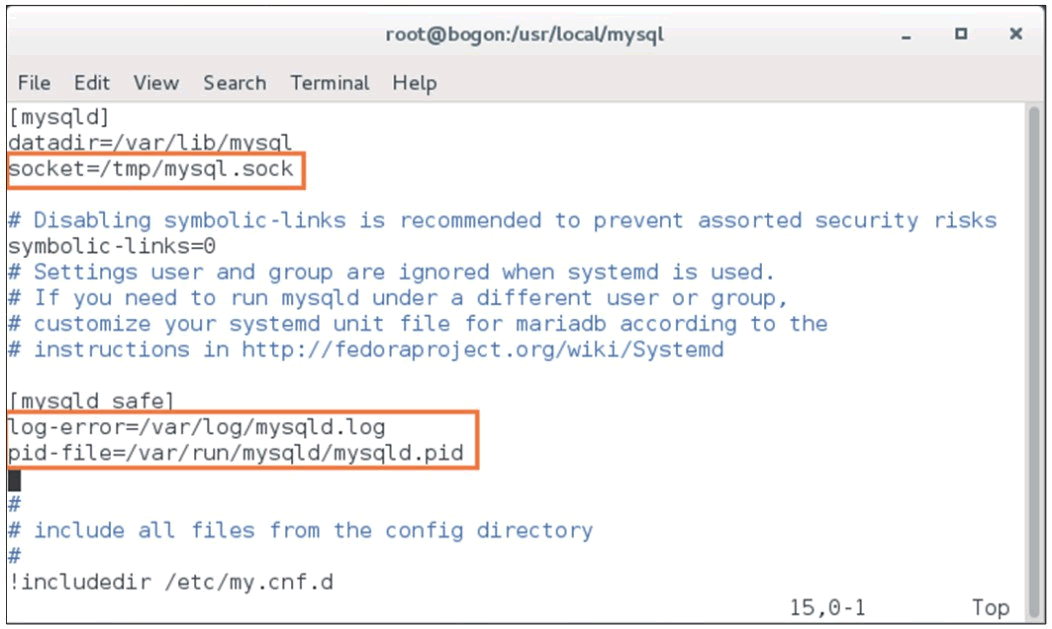 root@bogon:/usr/local/mysql
File Edit View Search Terminal Help
[mysqld]
datadir=/var/lib/mysql
socket=/tmp/mysql.sock
# Disabling symbolic-links is recommended to prevent assorted security risks
symbolic-links=0
# Settings user and group are ignored when systemd is used.
# If you need to run mysqld under a different user or group,
# customize your systemd unit file for mariadb according to the
# instructions in http://fedoraproject.org/wiki/Systemd
[mysqld_safe]
log-error=/var/log/mysqld.log
pid-file=/var/run/mysqld/mysqld.pid
#
# include all files from the config directory
#
!includedir /etc/my.cnf.d
15,0-1 Top